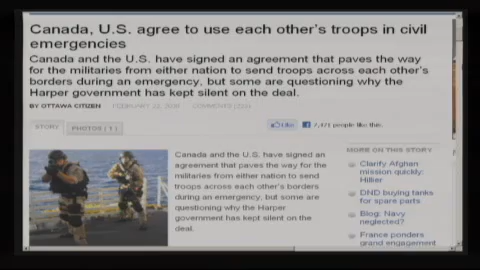 Canada, U.S. agree to use each other's troops in civil
emergencies
Canada and the U.S. have signed an agreement that paves the way
for the militaries from either nation to send troops across each other's
borders during an emergency, but some are questioning why the
Harper government has kept silent on the deal.
BY OTTAWA CITIZEN FEBRUARY 22, COMMENTS
STORY PHOTOS ( 1 )
Like people like this.
MORE ON THIS STORY
Canada and the U.S. have signed an
agreement that paves the way for the
militaries from either nation to send
troops across each other's borders
during an emergency, but some are
questioning why the Harper
government has kept silent on the
deal.
Clarify Afghan
mission quickly:
Hillier
DND buying tanks
for spare parts
Blog: Navy
neglected?
France ponders
grand engagement